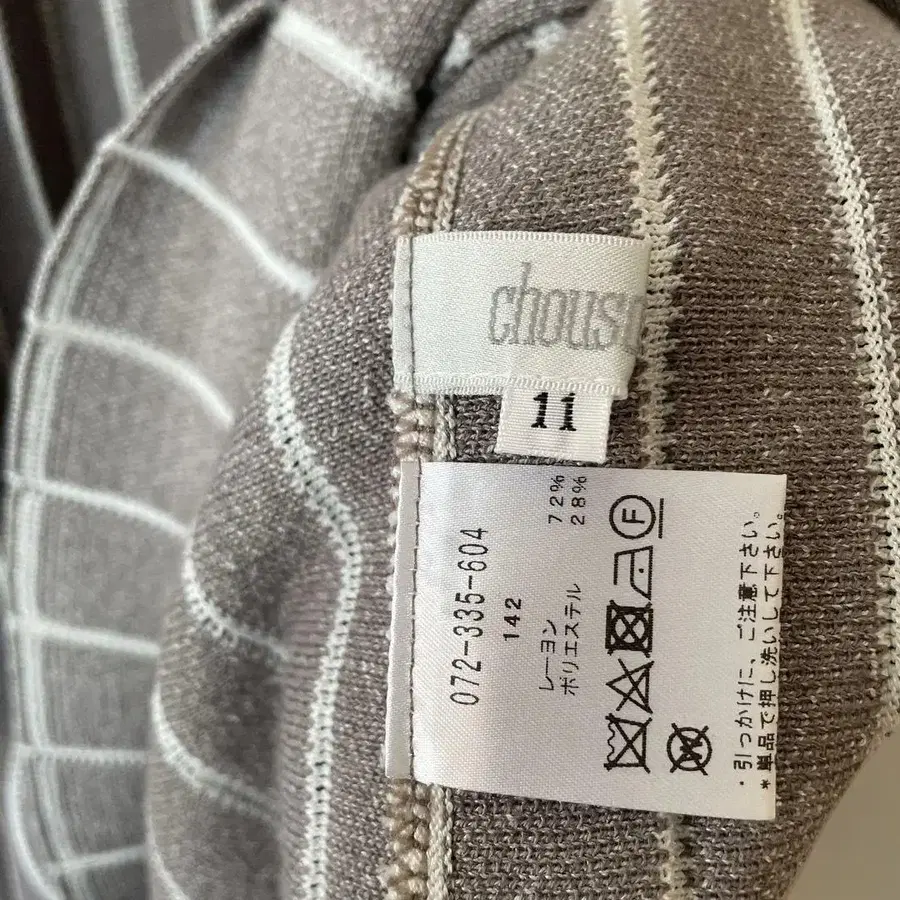 chous
11
072-335-604
142
レーヨン 72%
ポリエステル 28%
F
W
・引っかけに、ご注意下さい。
*単品で押し洗いして下さい。